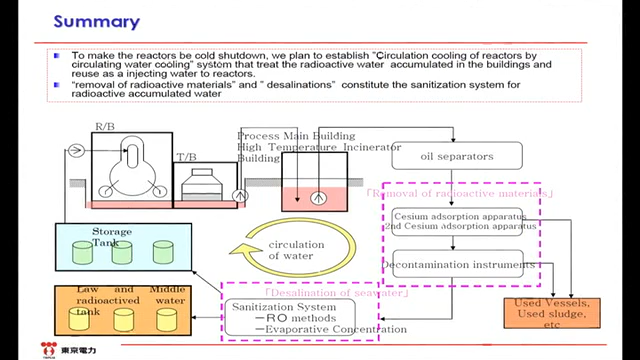 Summary
To make the reactors be cold shutdown, we plan to establish "Circulation cooling of reactors by
circulating water cooling" system that treat the radioactive water accumulated in the buildings and
reuse as a injecting water to reactors.
"removal of radioactive materials" and " desalinations" constitute the sanitization system for
radioactive accumulated water
R/B
T/B
Process Main Building
High Temperature Incinerator
Building
oil separators
「Removal of radioactive materials」
Cesium adsorption apparatus
2nd Cesium adsorption apparatus
Decontamination instruments
Storage
Tank
circulation
of water
「Desalination of seawater」
Law and Middle
radioactived water
tank
Sanitization System
－RO methods
－Evaporative Concentration
Used Vessels,
Used sludge,
etc
東京電力